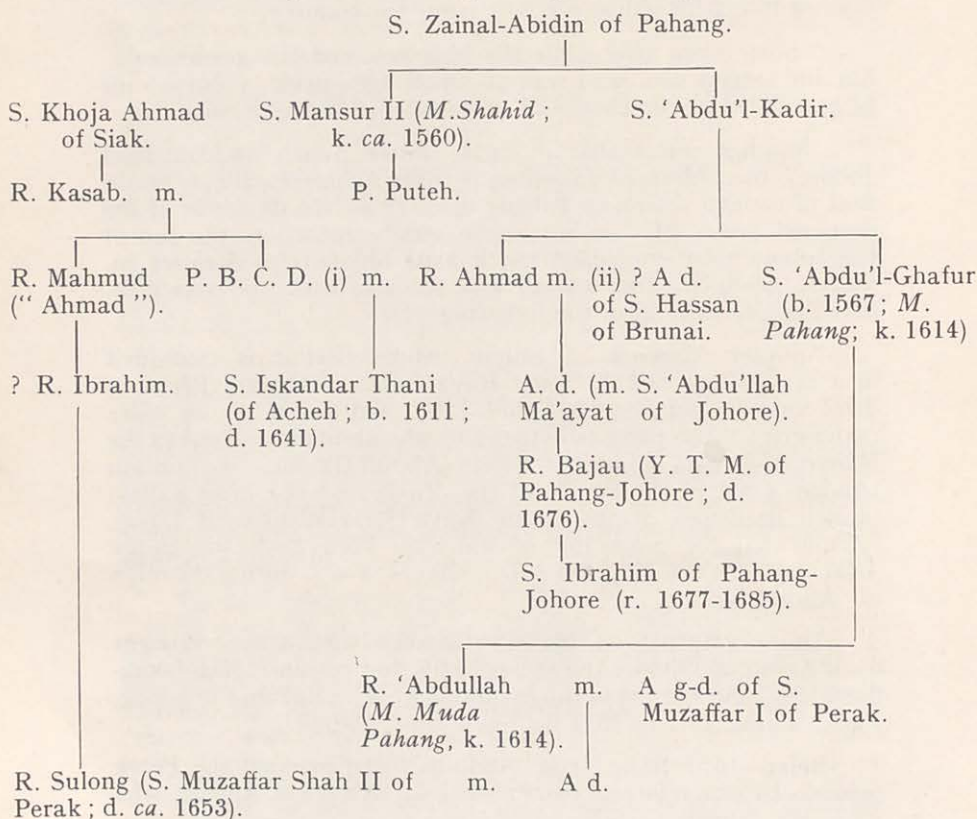 S. Zainal-Abidin of Pahang.
S. Khoja Ahmad
of Siak.
S. Mansur II (M.Shahid ;
k. ca. 1560).
S. ‘Abdu’l-Kadir.
R. Kasab. m.
P. Puteh.
R. Mahmud
(“ Ahmad ”).
P. B. C. D. (i) m.
R. Ahmad m. (ii) ? A d.
of S. Hassan
of Brunai.
S. ‘Abdu’l-Ghafur
(b. 1567 ; M.
Pahang; k. 1614)
? R. Ibrahim.
S. Iskandar Thani
(of Acheh ; b. 1611 ;
d. 1641).
A. d. (m. S. ‘Abdu’llah
Ma’ayat of Johore).
R. Bajau (Y. T. M. of
Pahang-Johore ; d.
1676).
S. Ibrahim of Pahang-
Johore (r. 1677-1685).
R. ‘Abdullah
(M. Muda
Pahang, k. 1614).
m.
A g-d. of S.
Muzaffar I of Perak.
R. Sulong (S. Muzaffar Shah II of
Perak ; d. ca. 1653).
m.
A d.